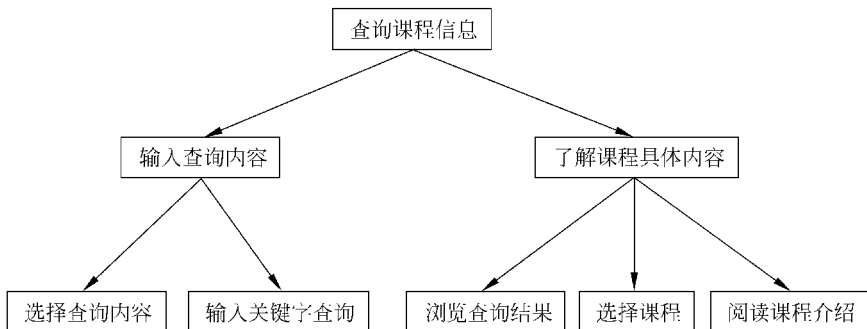 查询课程信息
输入查询内容
了解课程具体内容
选择查询内容
输入关键字查询
浏览查询结果
选择课程
阅读课程介绍